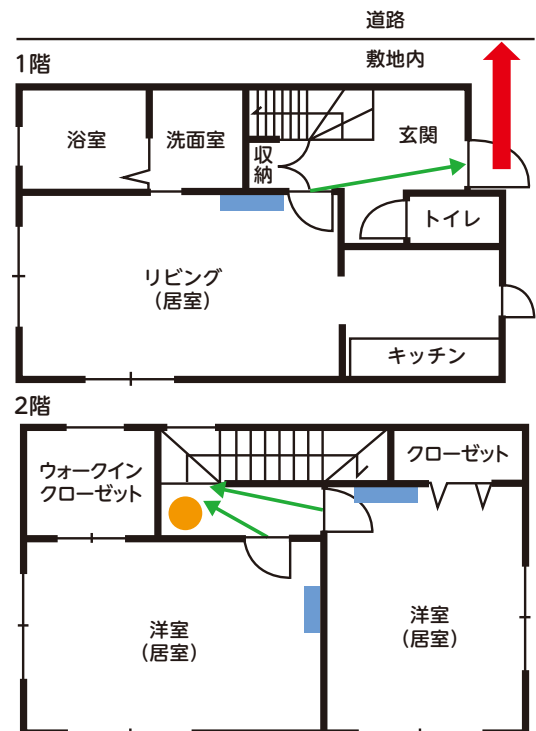 道路
敷地内
1階
浴室
洗面室
収納
玄関
トイレ
リビング
(居室)
キッチン
2階
ウォークイン
クローゼット
クローゼット
洋室
(居室)
洋室
(居室)